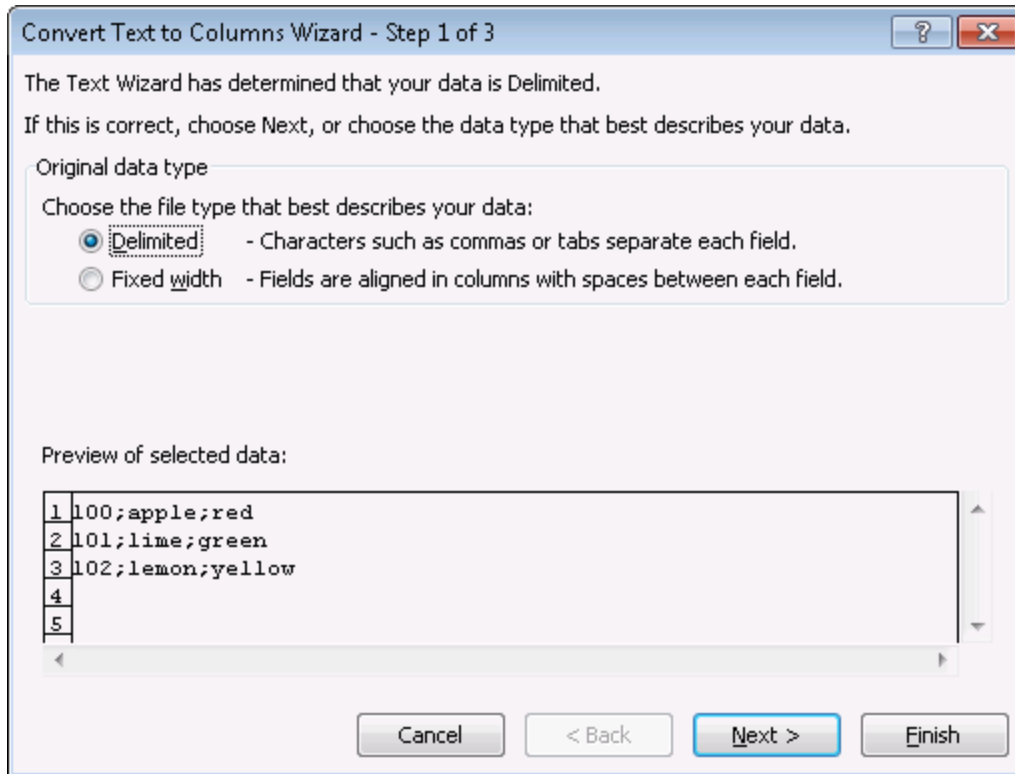 Convert Text to Columns Wizard - Step 1 of 3
The Text Wizard has determined that your data is Delimited.
If this is correct, choose Next, or choose the data type that best describes your data.
Original data type
Choose the file type that best describes your data:
Delimited - Characters such as commas or tabs separate each field.
Fixed width - Fields are aligned in columns with spaces between each field.
Preview of selected data:
1 100;apple;red
2 101;lime;green
3 102;lemon;yellow
4
5
Cancel < Back Next > Finish